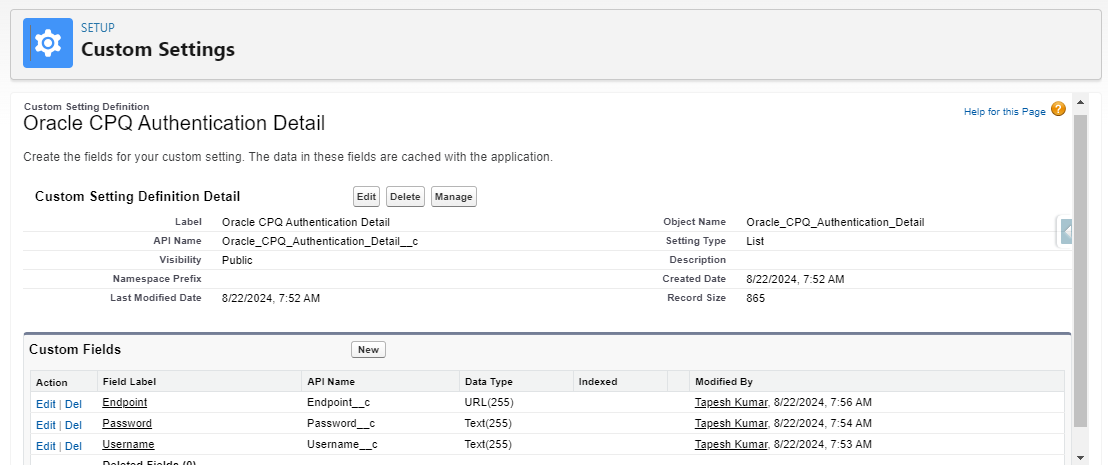 SETUP
Custom Settings
Custom Setting Definition
Oracle CPQ Authentication Detail
Help for this Page ?
Create the fields for your custom setting. The data in these fields are cached with the application.
Custom Setting Definition Detail Edit Delete Manage
Label Oracle CPQ Authentication Detail Object Name Oracle_CPQ_Authentication_Detail
API Name Oracle_CPQ_Authentication_Detail__c Setting Type List
Visibility Public Description
Namespace Prefix Created Date 8/22/2024, 7:52 AM
Last Modified Date 8/22/2024, 7:52 AM Record Size 865
Custom Fields New
Action Field Label API Name Data Type Indexed Modified By
Edit | Del Endpoint Endpoint__c URL(255) Tapesh Kumar, 8/22/2024, 7:56 AM
Edit | Del Password Password__c Text(255) Tapesh Kumar, 8/22/2024, 7:54 AM
Edit | Del Username Username__c Text(255) Tapesh Kumar, 8/22/2024, 7:53 AM
Deleted Fields (0)